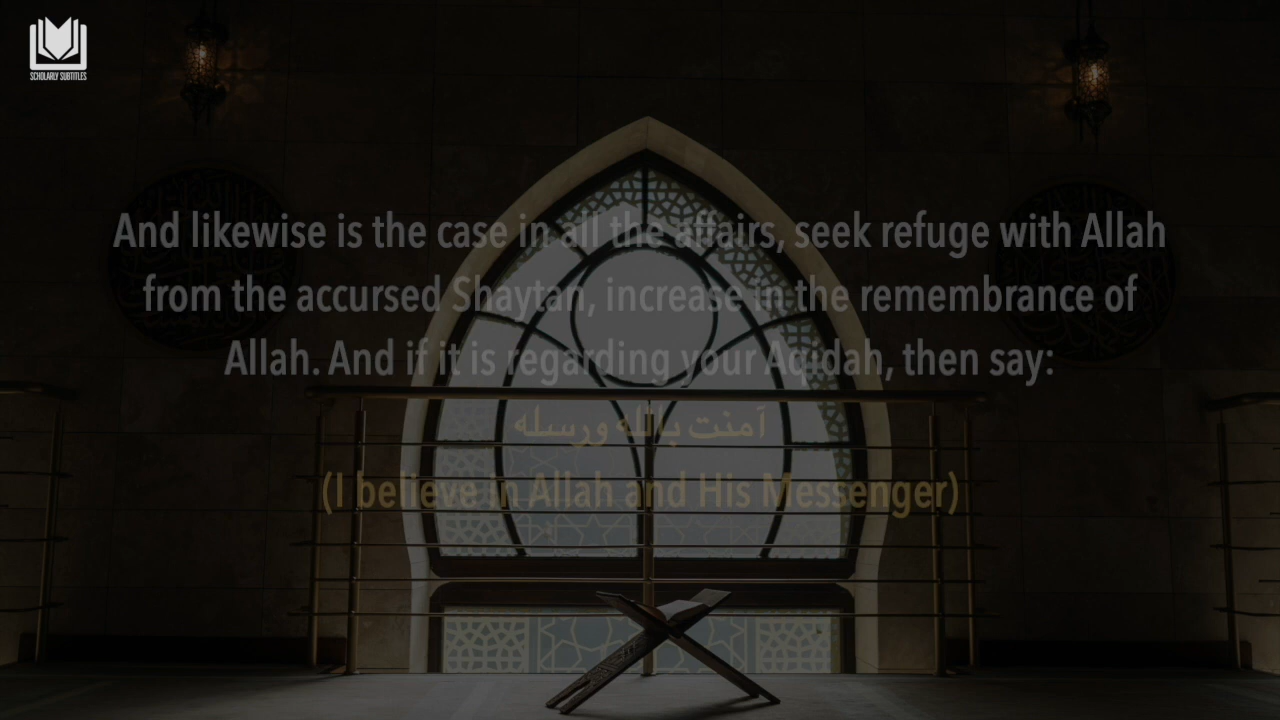 SCHOLARLY SUBTITLES
And likewise is the case in all the affairs, seek refuge with Allah
from the accursed Shaytan, increase in the remembrance of
Allah. And if it is regarding your Aqidah, then say:
آمنت بالله ورسله
(I believe in Allah and His Messenger)